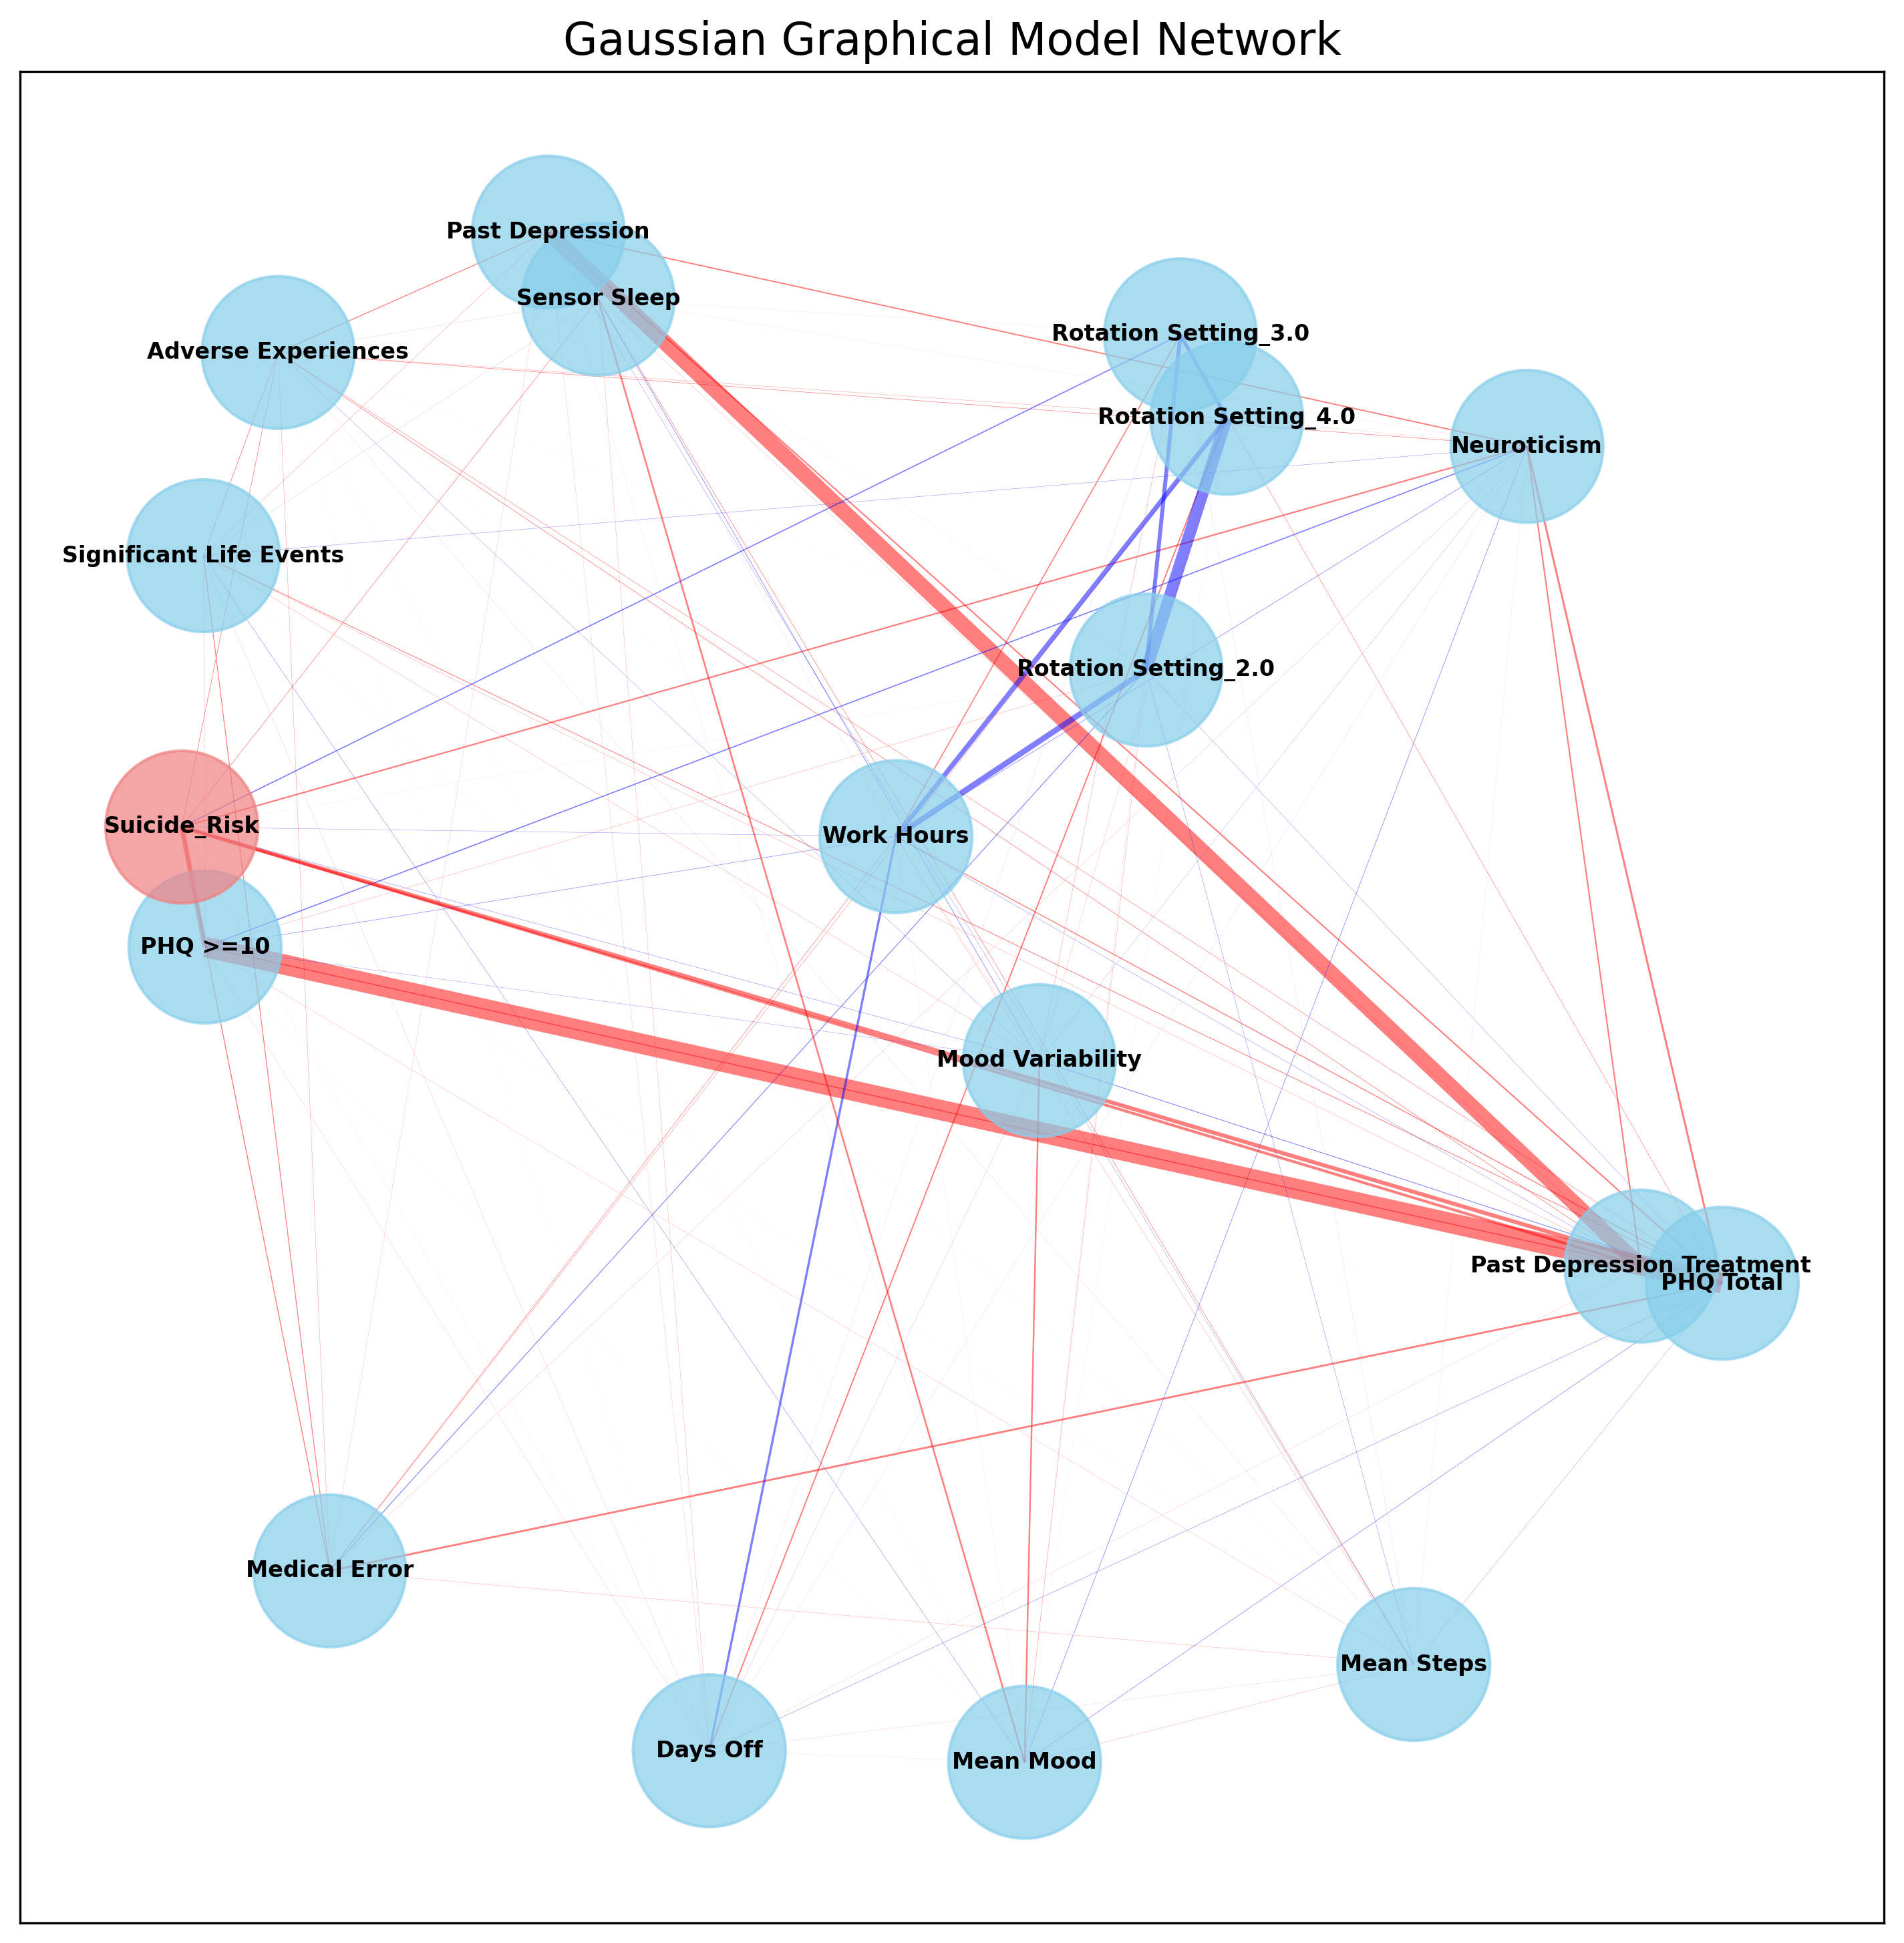 Gaussian Graphical Model Network
Past Depression
Sensor Sleep
Rotation Setting_3.0
Adverse Experiences
Rotation Setting_4.0
Neuroticism
Significant Life Events
Rotation Setting_2.0
Suicide_Risk
Work Hours
PHQ >=10
Mood Variability
Past Depression Treatment
PHQ Total
Medical Error
Mean Steps
Days Off
Mean Mood